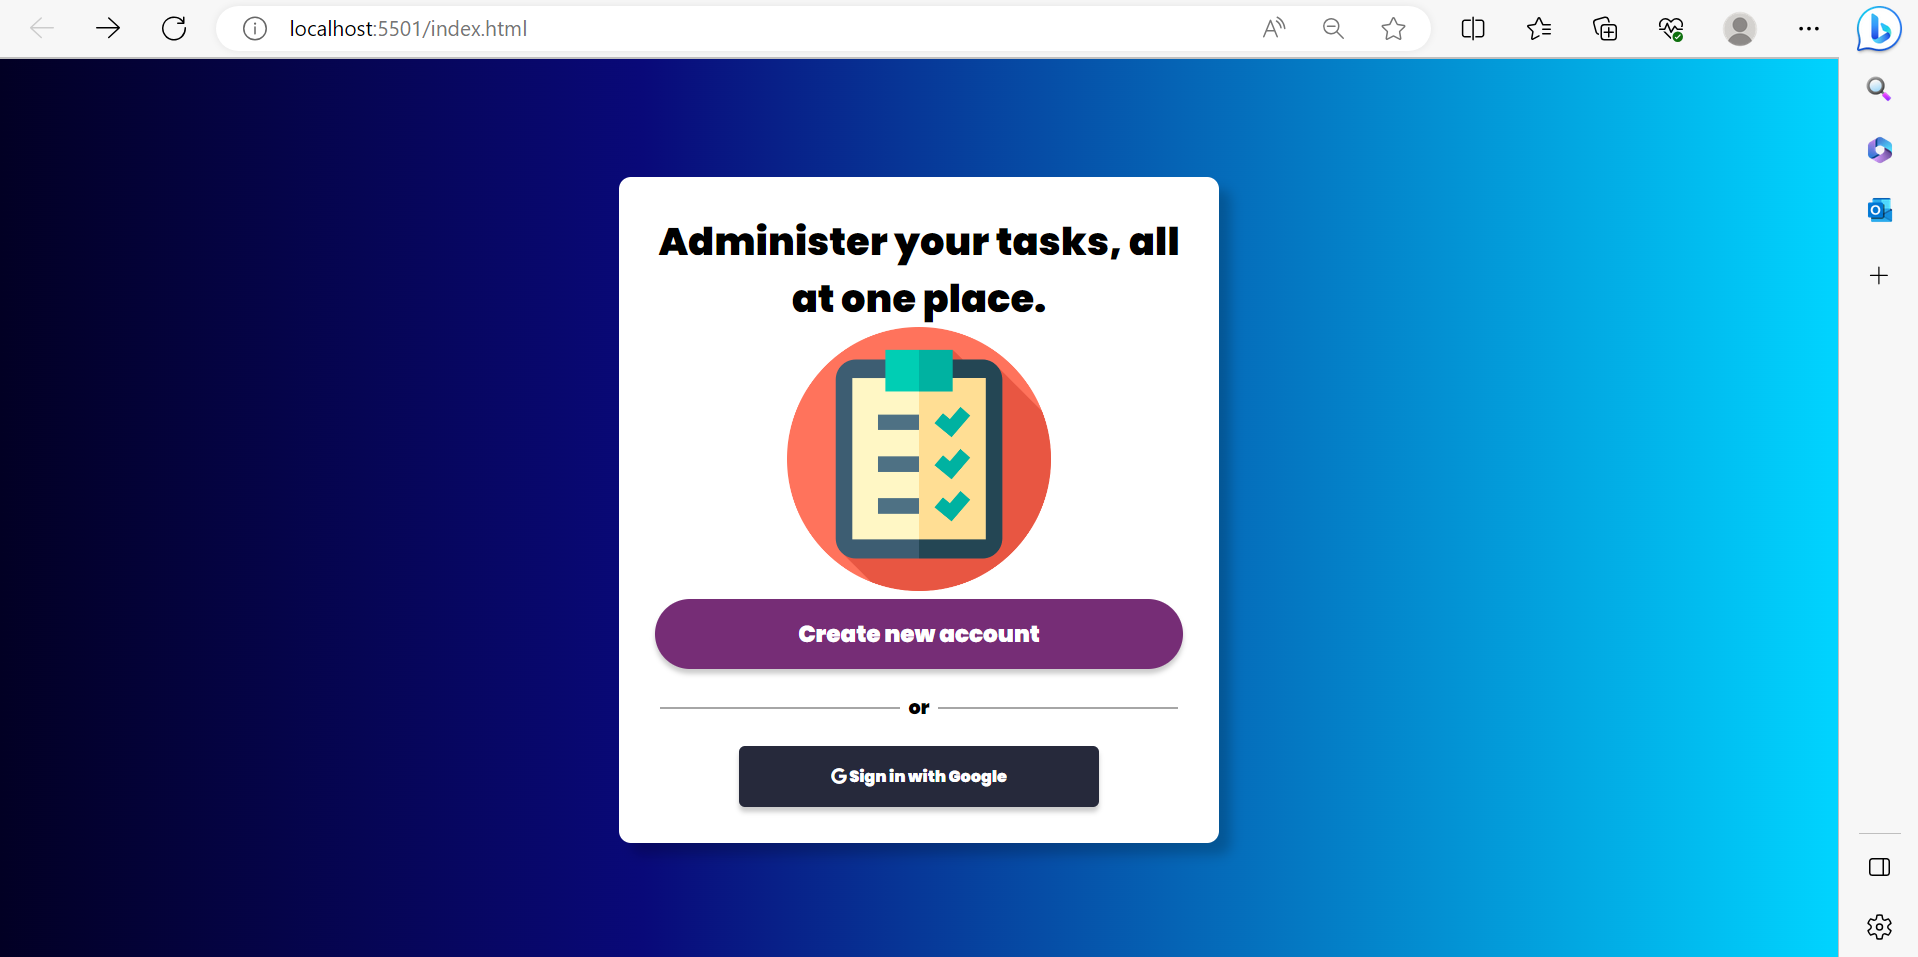 localhost:5501/index.html
Administer your tasks, all
at one place.
Create new account
or
G Sign in with Google